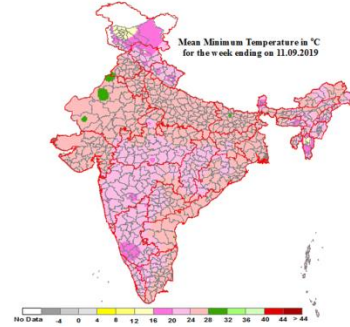 Mean Minimum Temperature in °C
for the week ending on 11.09.2019
No Data -4 0 4 8 12 16 20 24 28 32 36 40 44 > 44